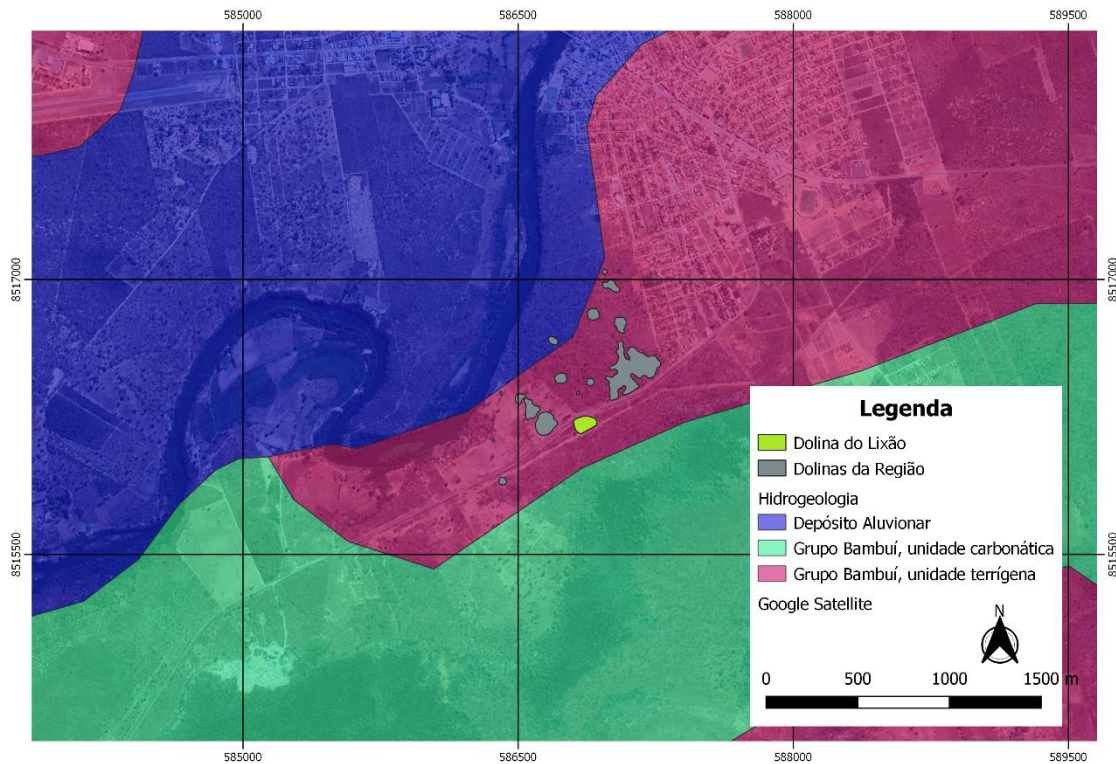 585000 586500 588000 589500
8517000 8517000
8515500 8515500
Legenda
Dolina do Lixão
Dolinas da Região
Hidrogeologia
Depósito Aluvionar
Grupo Bambuí, unidade carbonática
Grupo Bambuí, unidade terrígena
Google Satellite
N
0 500 1000 1500 m
585000 586500 588000 589500